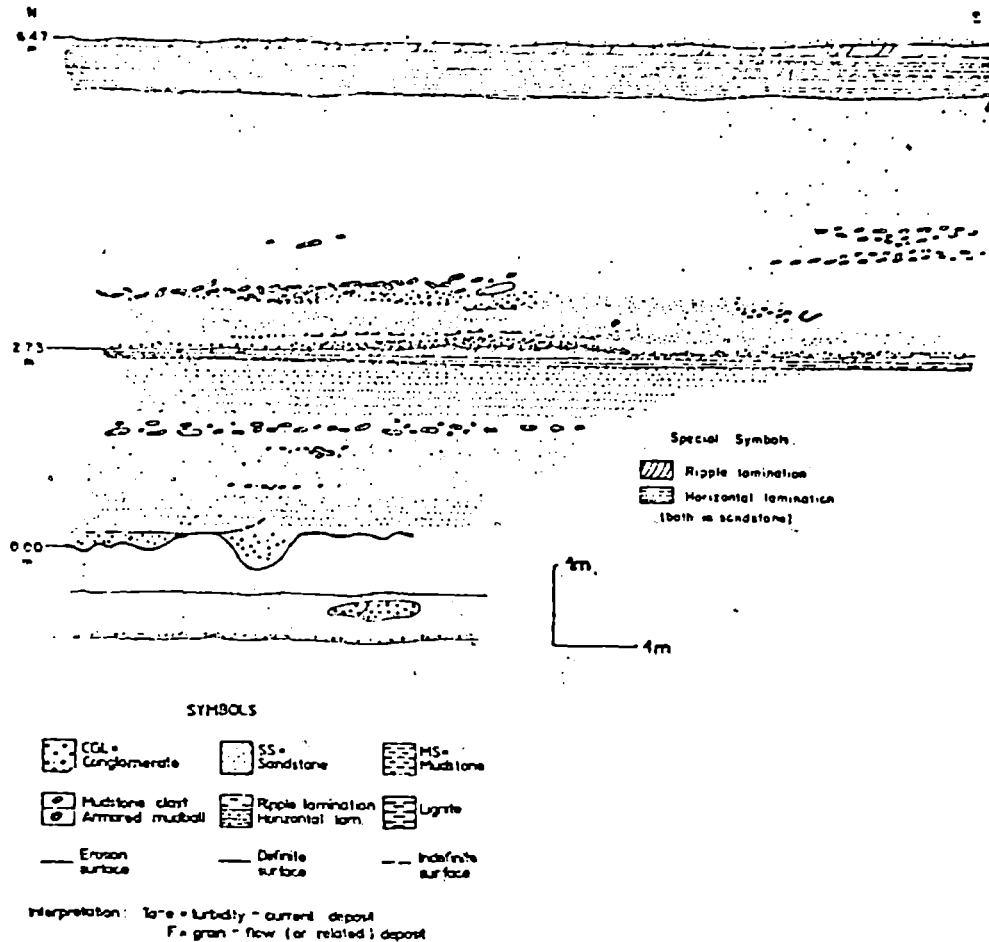 N
6.47
m
2.73
m
0.00
m
Special Symbols.
Ripple lamination
Horizontal lamination
(both in sandstone)
4m.
4m
SYMBOLS
CGL=
Conglomerate
SS=
Sandstone
MS=
Mudstone
Mudstone clast
Armored mudball
Ripple lamination
Horizontal lam.
Lignite
Erosion
surface
Definite
surface
Indefinite
surface
Interpretation: = turbidity - current deposit
F = grain - flow (or related) deposit